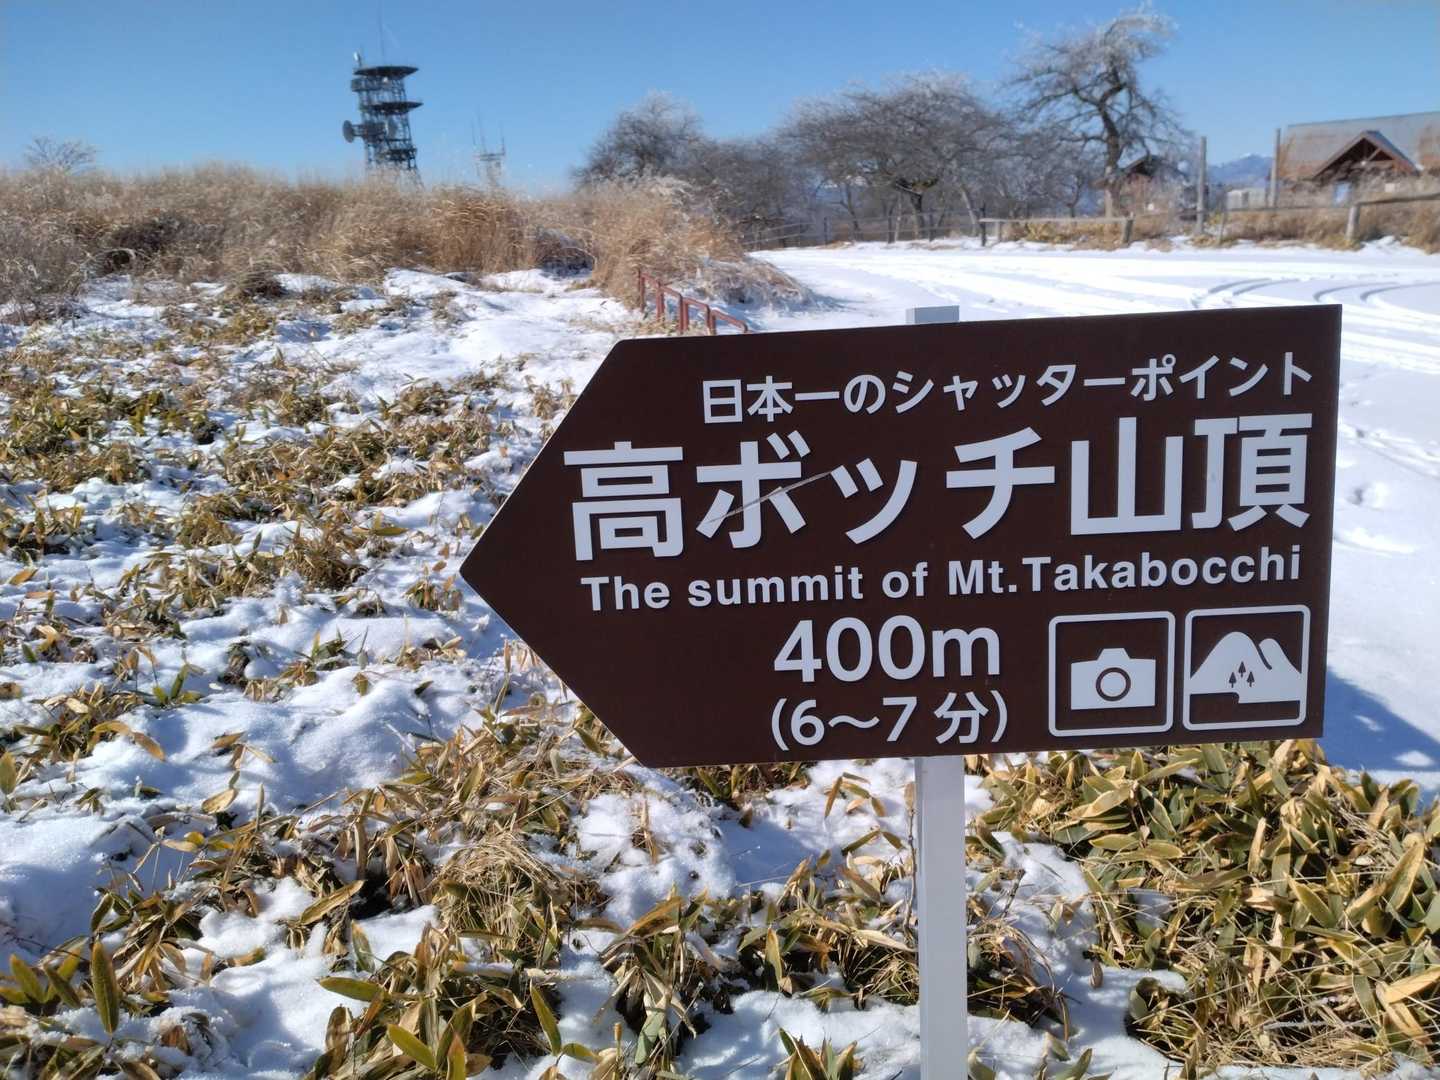 日本一のシャッターポイント
高ボッチ山頂
The summit of Mt.Takabocchi
400m
(6～7 分)